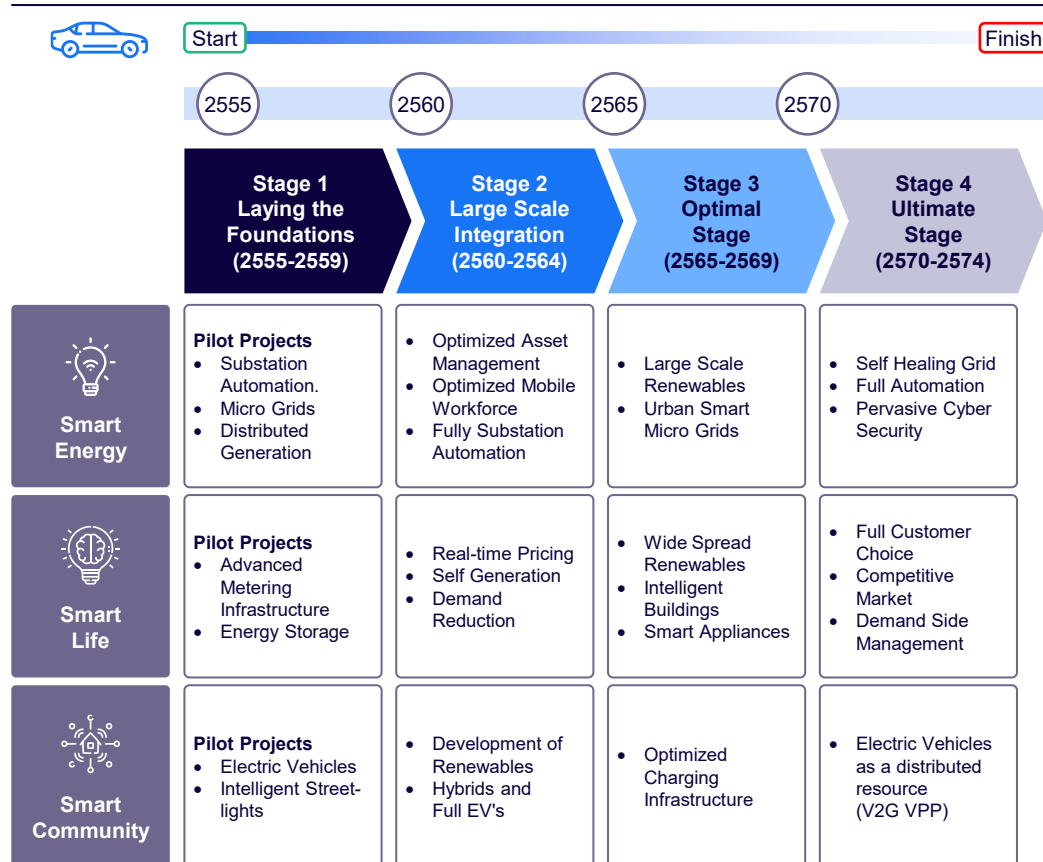 Start
Finish
2555
2560
2565
2570
Stage 1
Laying the
Foundations
(2555-2559)
Stage 2
Large Scale
Integration
(2560-2564)
Stage 3
Optimal
Stage
(2565-2569)
Stage 4
Ultimate
Stage
(2570-2574)
Smart
Energy
Pilot Projects
• Substation
Automation.
• Micro Grids
• Distributed
Generation
• Optimized Asset
Management
• Optimized Mobile
Workforce
• Fully Substation
Automation
• Large Scale
Renewables
• Urban Smart
Micro Grids
• Self Healing Grid
• Full Automation
• Pervasive Cyber
Security
Smart
Life
Pilot Projects
• Advanced
Metering
Infrastructure
• Energy Storage
• Real-time Pricing
• Self Generation
• Demand
Reduction
• Wide Spread
Renewables
• Intelligent
Buildings
• Smart Appliances
• Full Customer
Choice
• Competitive
Market
• Demand Side
Management
Smart
Community
Pilot Projects
• Electric Vehicles
• Intelligent Street-
lights
• Development of
Renewables
• Hybrids and
Full EV's
• Optimized
Charging
Infrastructure
• Electric Vehicles
as a distributed
resource
(V2G VPP)